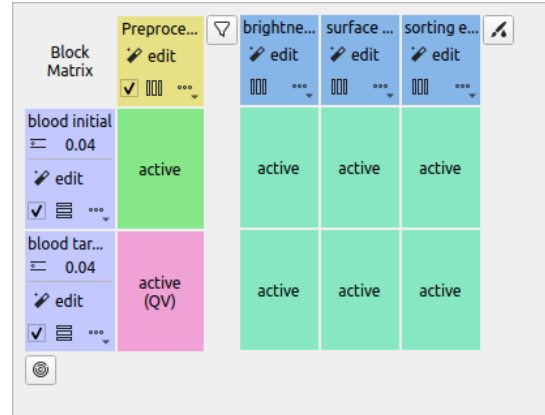 Block
Matrix
Preproce...
edit
brightne...
edit
surface ...
edit
sorting e...
edit
blood initial
0.04
edit
active
active
active
active
blood tar...
0.04
edit
active
(QV)
active
active
active